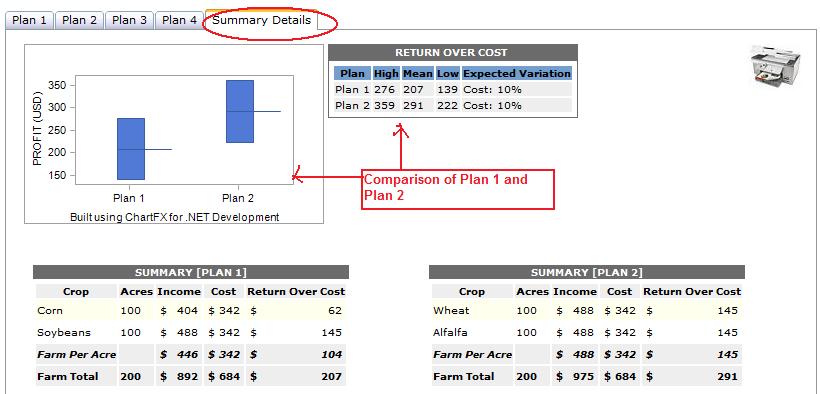 Plan 1 Plan 2 Plan 3 Plan 4 Summary Details
PROFIT (USD)
350
300
250
200
150
Plan 1 Plan 2
Built using ChartFX for .NET Development
RETURN OVER COST
Plan High Mean Low Expected Variation
Plan 1 276 207 139 Cost: 10%
Plan 2 359 291 222 Cost: 10%
Comparison of Plan 1 and
Plan 2
SUMMARY [PLAN 1]
Crop Acres Income Cost Return Over Cost
Corn 100 $ 404 $ 342 $ 62
Soybeans 100 $ 488 $ 342 $ 145
Farm Per Acre $ 446 $ 342 $ 104
Farm Total 200 $ 892 $ 684 $ 207
SUMMARY [PLAN 2]
Crop Acres Income Cost Return Over Cost
Wheat 100 $ 488 $ 342 $ 145
Alfalfa 100 $ 488 $ 342 $ 145
Farm Per Acre $ 488 $ 342 $ 145
Farm Total 200 $ 975 $ 684 $ 291